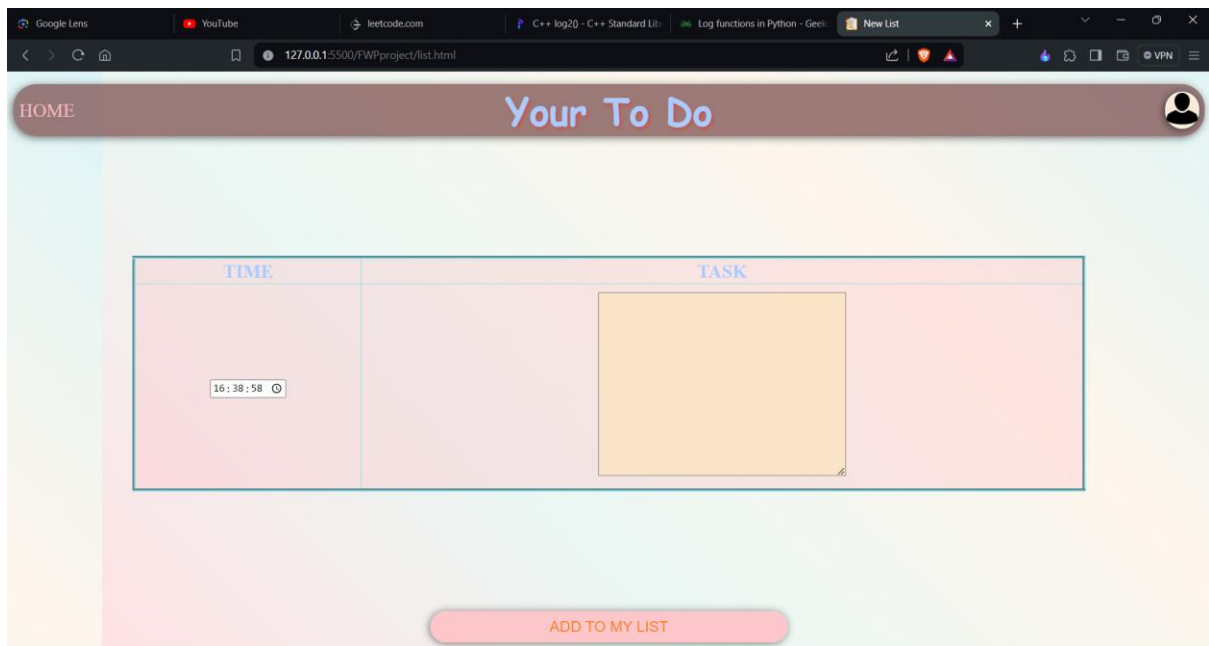 Google Lens
YouTube
leetcode.com
C++ log2() - C++ Standard Lib
Log functions in Python - Geek
New List
127.0.0.1:5500/FWPproject/list.html
VPN
HOME
Your To Do
TIME
TASK
16:38:58
ADD TO MY LIST